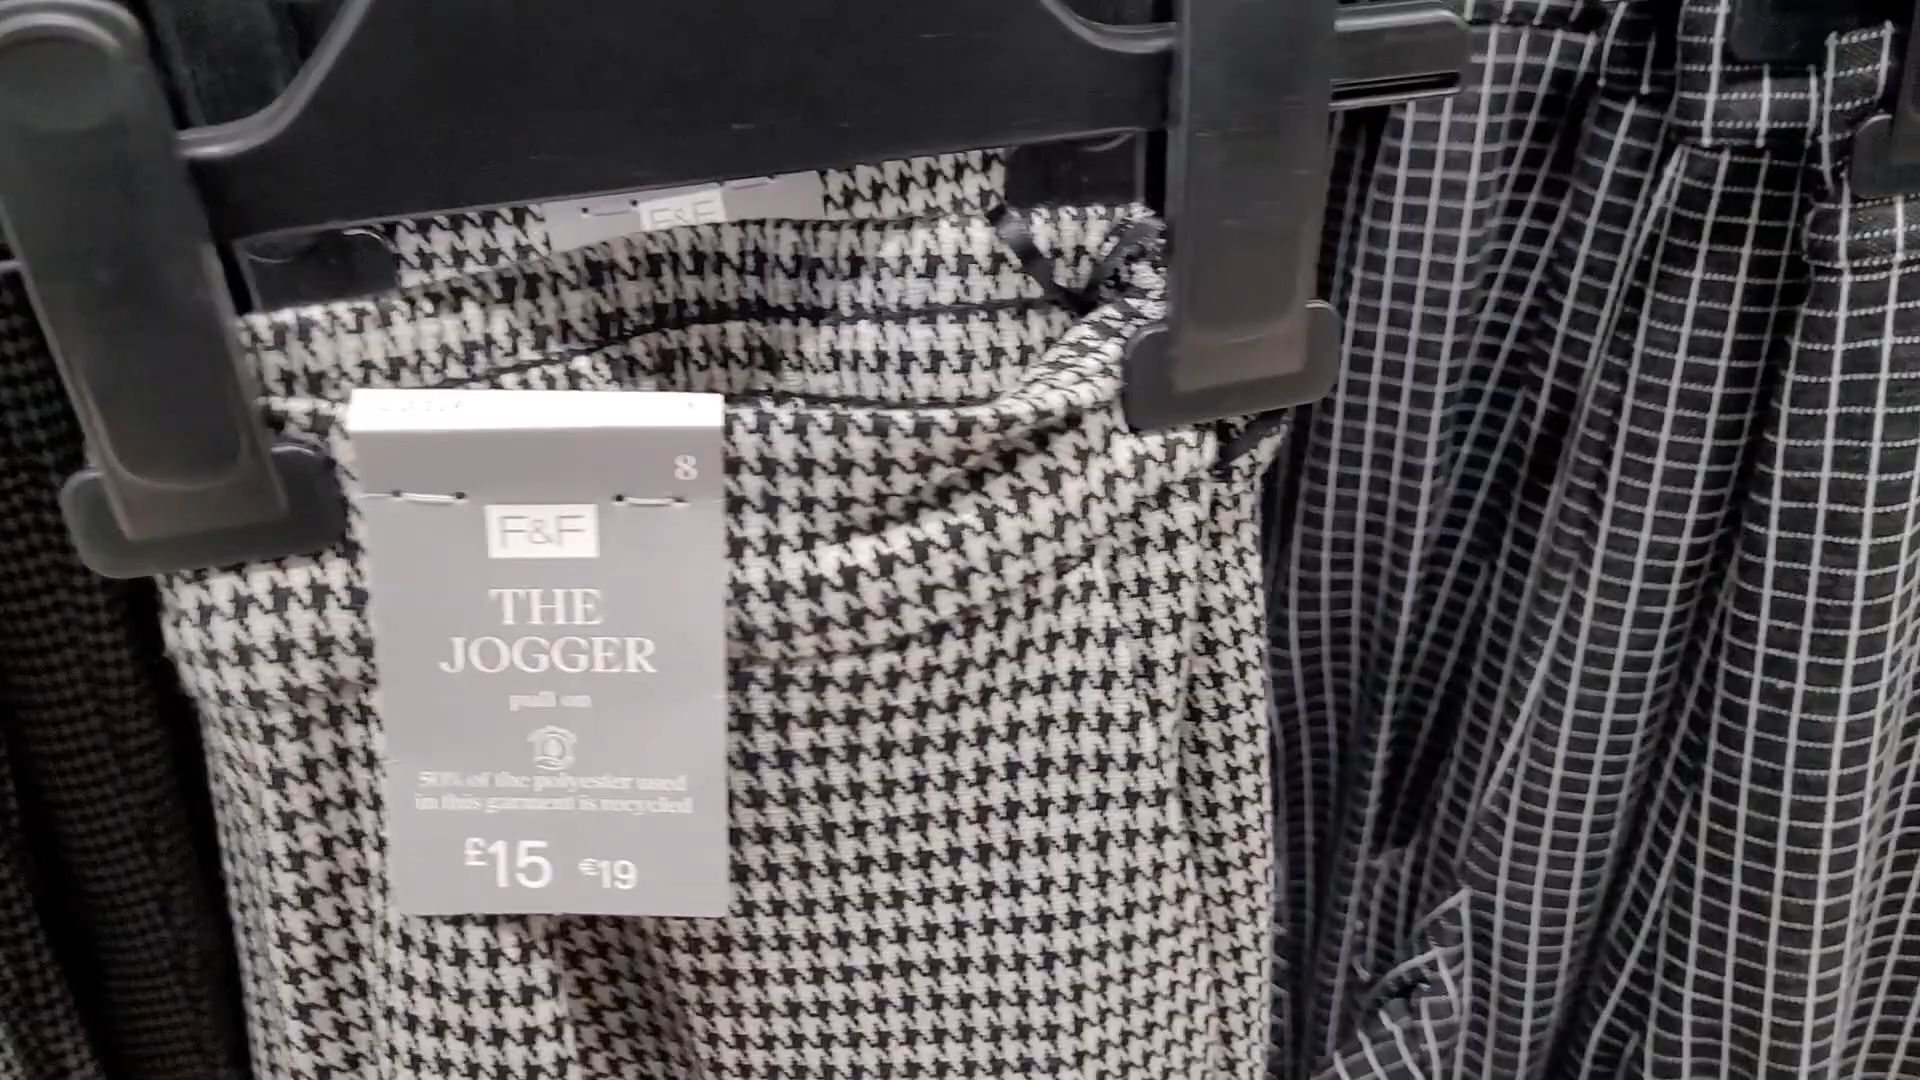 F&F
8
F&F
THE
JOGGER
pull on
50% of the polyester used
in this garment is recycled
£15 €19